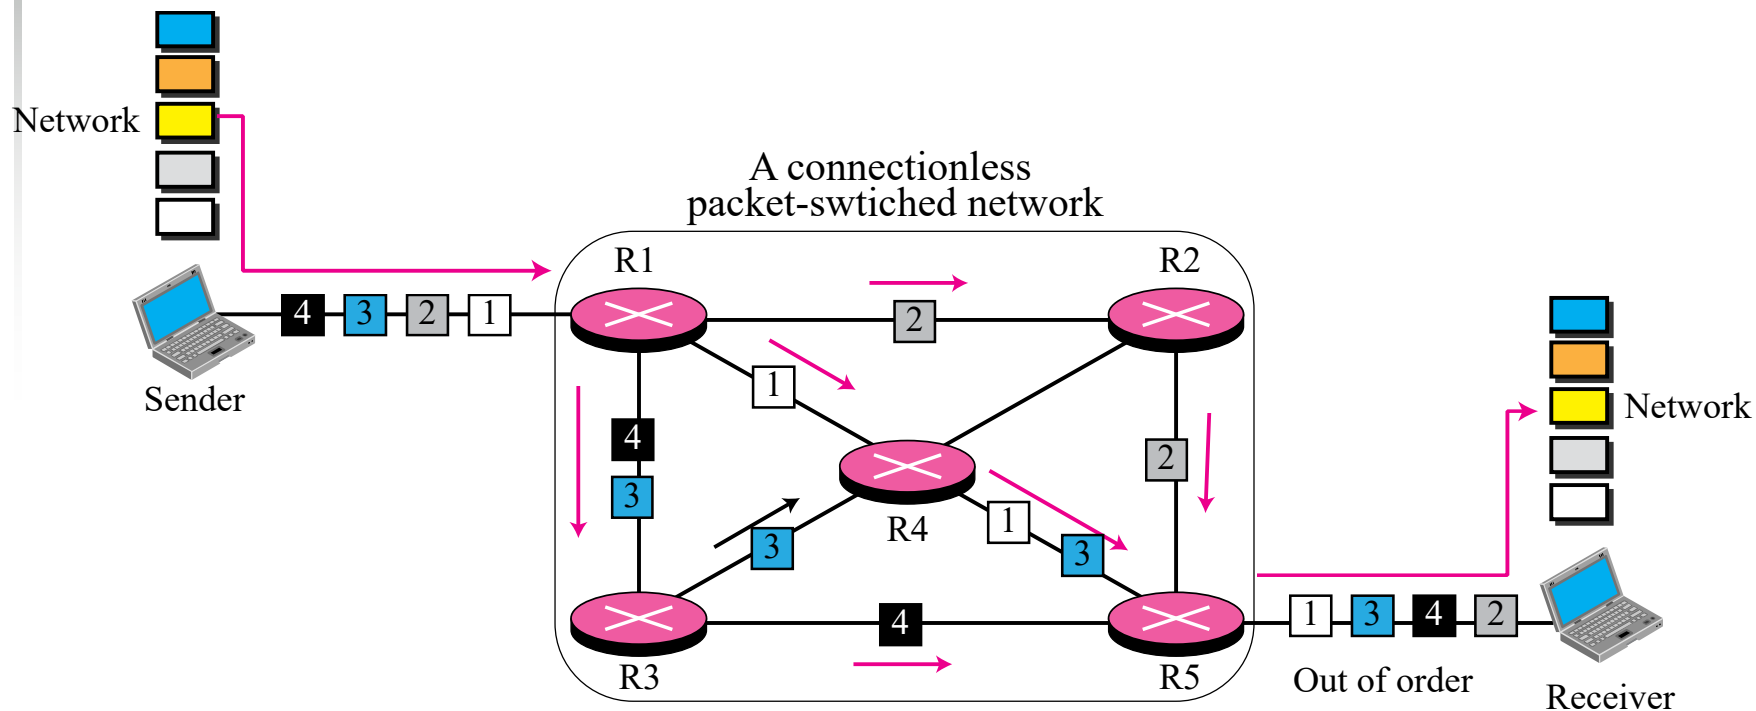 Network
A connectionless
packet-swtiched network
R1
R2
4 3 2 1
2
Sender
1
4
2
Network
3
R4
1
3
3
4
1 3 4 2
R3
R5
Out of order
Receiver